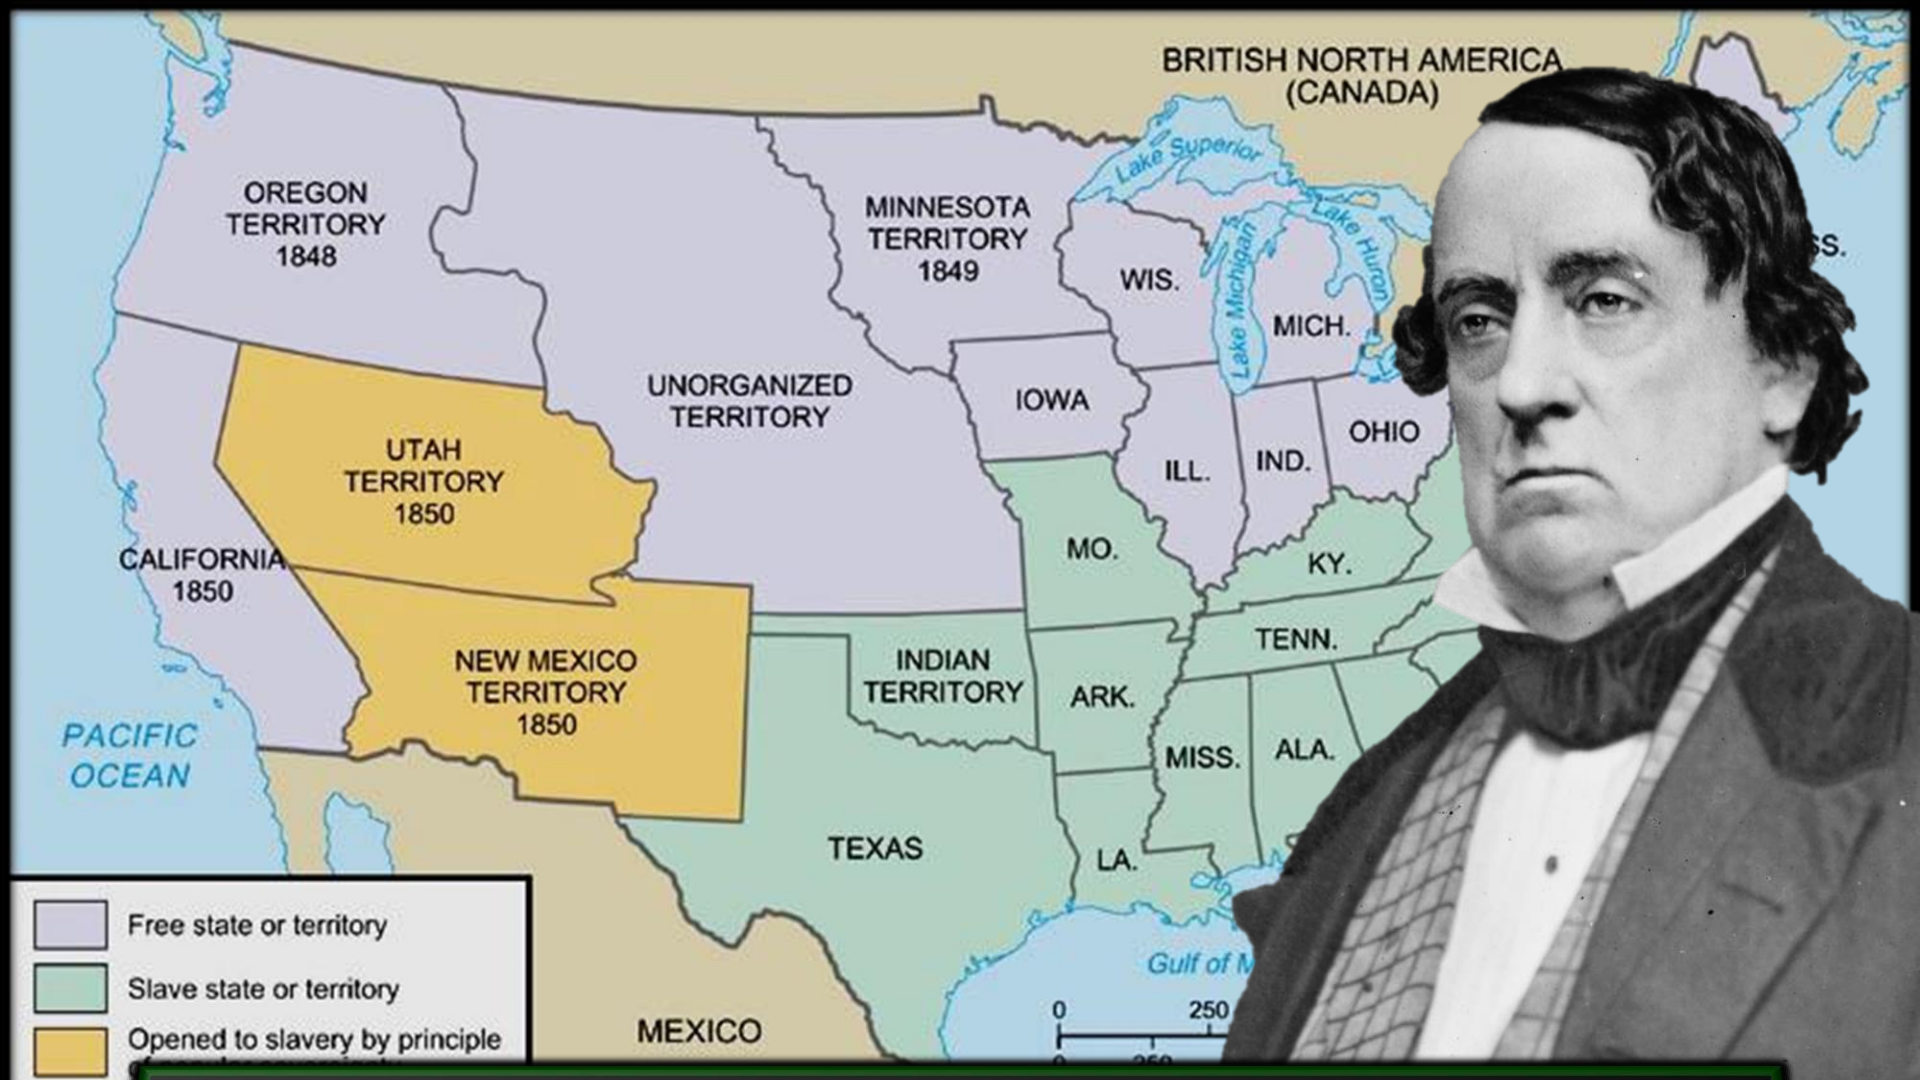 BRITISH NORTH AMERICA
(CANADA)
Lake Superior
OREGON
TERRITORY
1848
MINNESOTA
TERRITORY
1849
Lake Huron
SS.
WIS.
Lake Michigan
MICH.
UNORGANIZED
TERRITORY
IOWA
OHIO
UTAH
TERRITORY
1850
ILL.
IND.
CALIFORNIA
1850
MO.
KY.
TENN.
NEW MEXICO
TERRITORY
1850
INDIAN
TERRITORY
ARK.
PACIFIC
OCEAN
MISS.
ALA.
TEXAS
LA.
Free state or territory
Slave state or territory
Opened to slavery by principle
Gulf of M
0 250
MEXICO
0 250